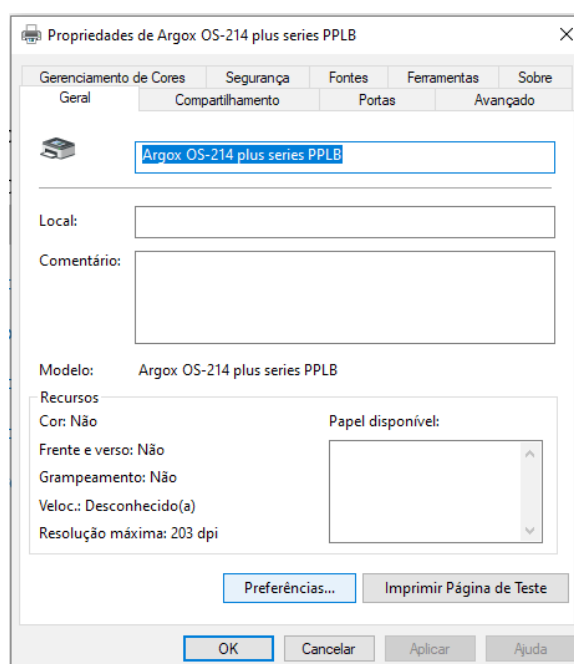 Propriedades de Argox OS-214 plus series PPLB
Gerenciamento de Cores Segurança Fontes Ferramentas Sobre
Geral Compartilhamento Portas Avançado
Argox OS-214 plus series PPLB
Local:
Comentário:
Modelo: Argox OS-214 plus series PPLB
Recursos
Cor: Não Papel disponível:
Frente e verso: Não
Grampeamento: Não
Veloc.: Desconhecido(a)
Resolução máxima: 203 dpi
Preferências... Imprimir Página de Teste
OK Cancelar Aplicar Ajuda